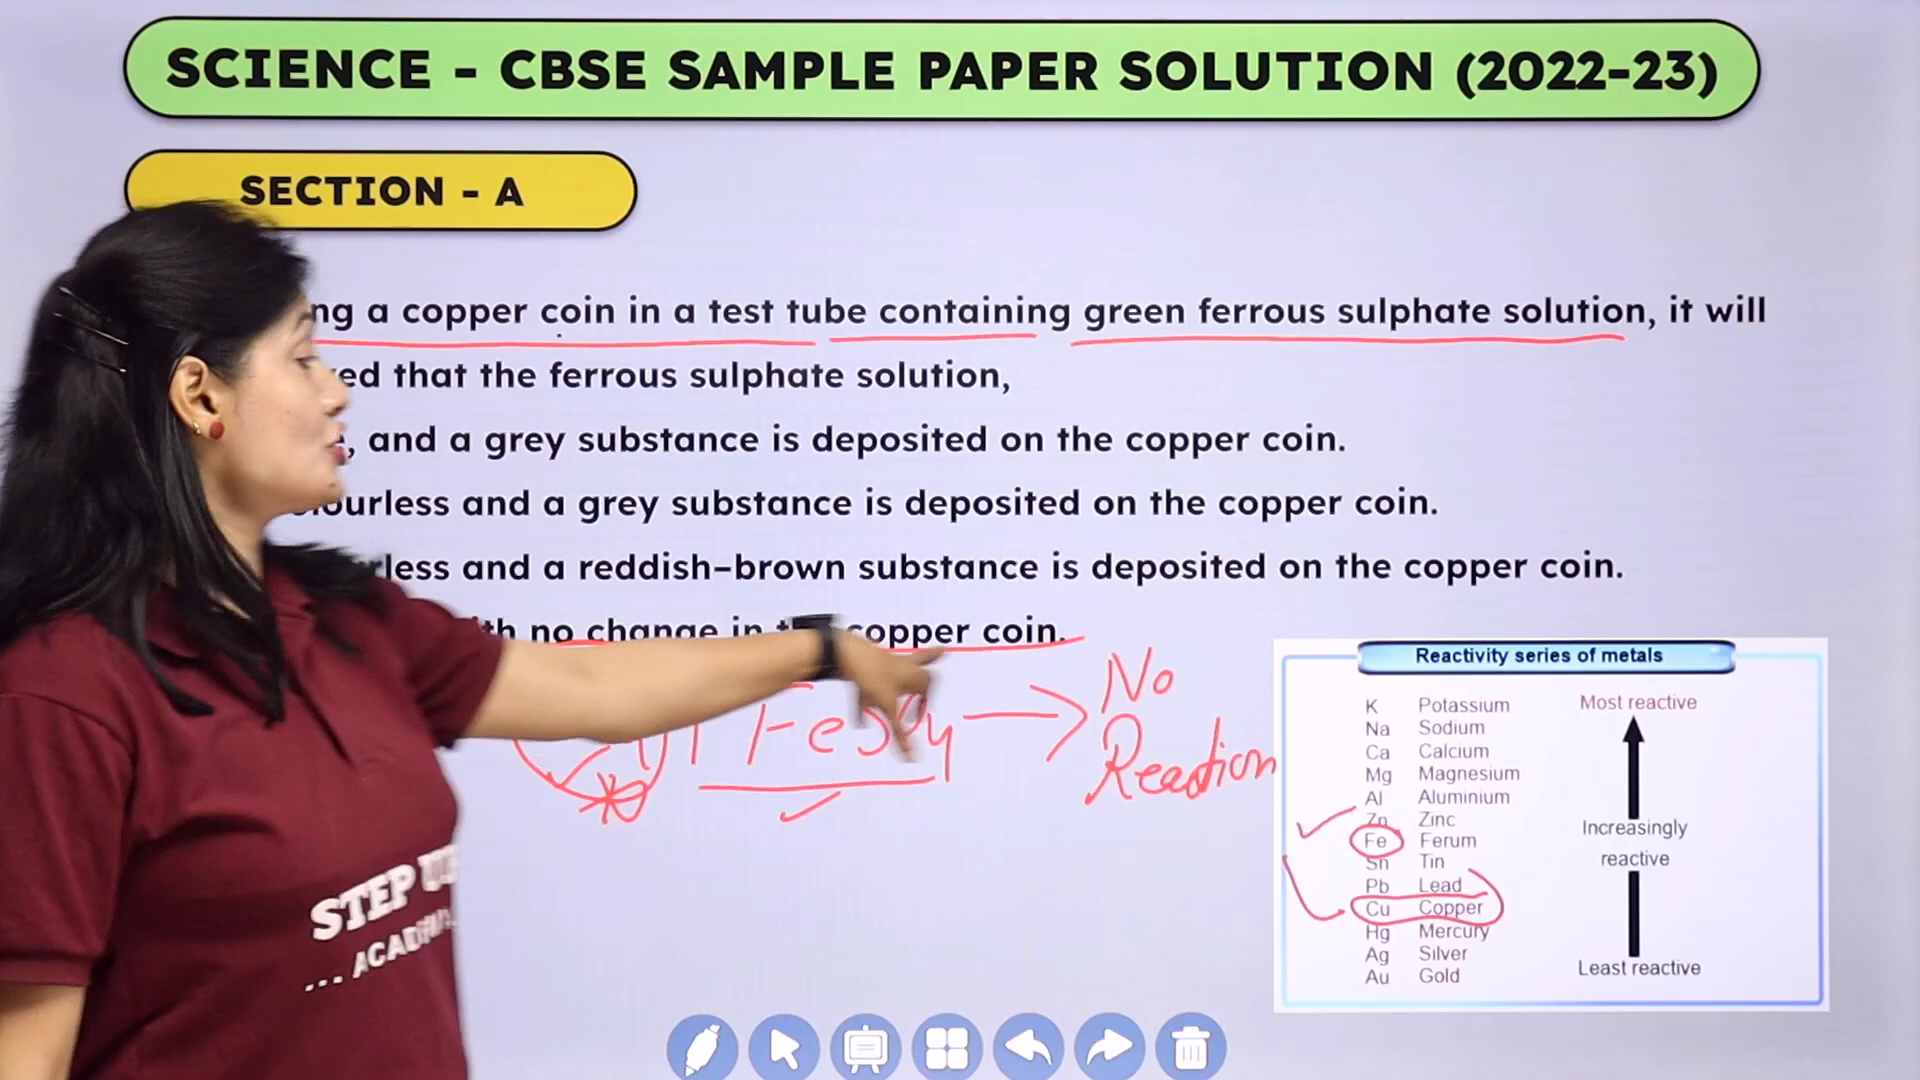 SCIENCE - CBSE SAMPLE PAPER SOLUTION (2022-23)
SECTION - A
a copper coin in a test tube containing green ferrous sulphate solution, it will
that the ferrous sulphate solution,
and a grey substance is deposited on the copper coin.
and a grey substance is deposited on the copper coin.
and a reddish-brown substance is deposited on the copper coin.
no change in copper coin.
FeSO4 → No
Reaction
Reactivity series of metals
K Potassium Most reactive
Na Sodium
Ca Calcium
Mg Magnesium
Al Aluminium
Zn Zinc
Increasingly
Fe Ferum
reactive
Sn Tin
Pb Lead
Cu Copper
Hg Mercury
Ag Silver
Least reactive
Au Gold
STEP
... ACAD